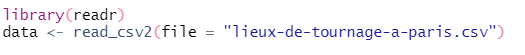 library(readr)
data <- read_csv2(file = "lieux-de-tournage-a-paris.csv")